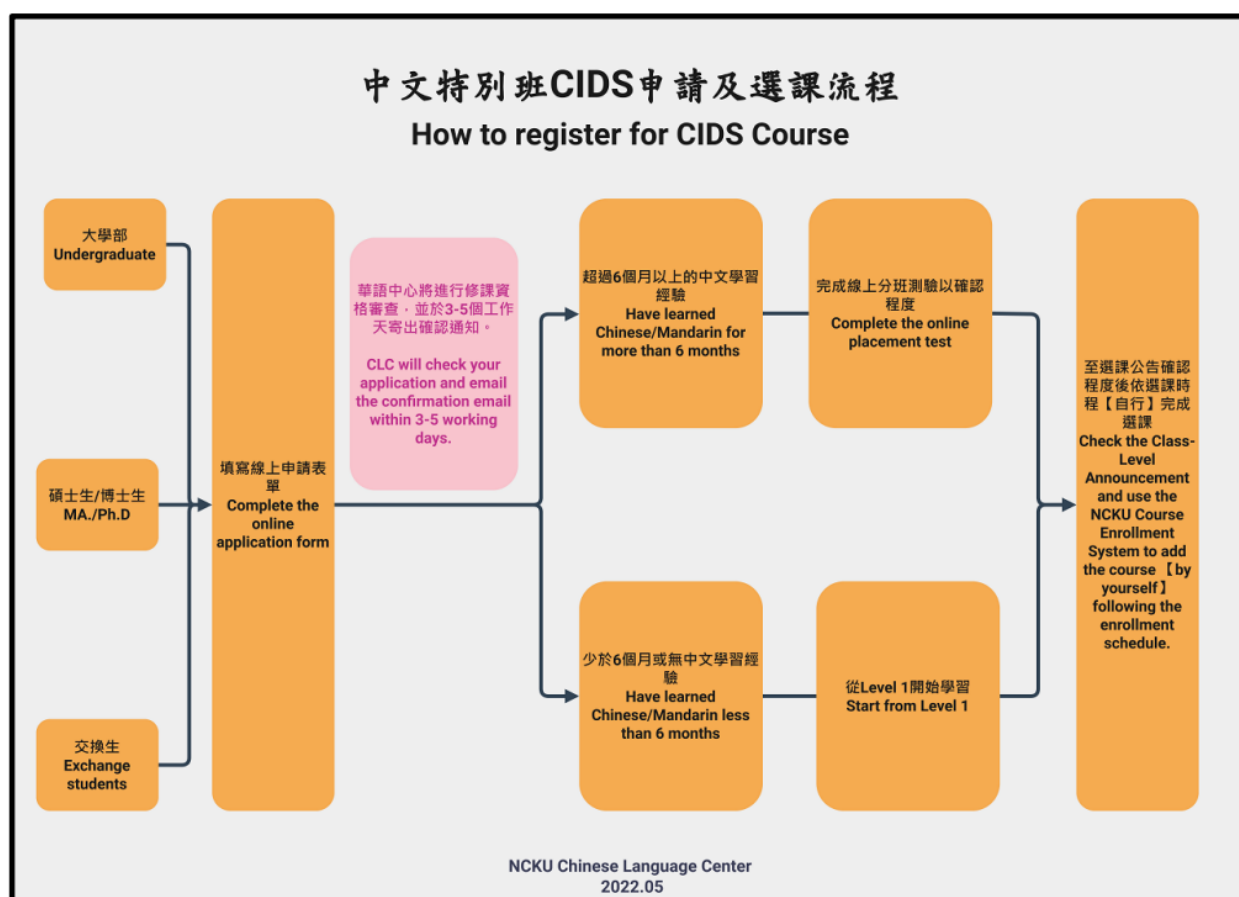 中文特別班CIDS申請及選課流程
How to register for CIDS Course
大學部
Undergraduate
碩士生/博士生
MA./Ph.D
交換生
Exchange
students
填寫線上申請表
單
Complete the
online
application form
華語中心將進行修課資
格審查，並於3-5個工作
天寄出確認通知。
CLC will check your
application and email
the confirmation email
within 3-5 working
days.
超過6個月以上的中文學習
經驗
Have learned
Chinese/Mandarin for
more than 6 months
完成線上分班測驗以確認
程度
Complete the online
placement test
少於6個月或無中文學習經
驗
Have learned
Chinese/Mandarin less
than 6 months
從Level 1開始學習
Start from Level 1
至選課公告確認
程度後依選課時
程【自行】完成
選課
Check the Class-
Level
Announcement
and use the
NCKU Course
Enrollment
System to add
the course【by
yourself】
following the
enrollment
schedule.
NCKU Chinese Language Center
2022.05